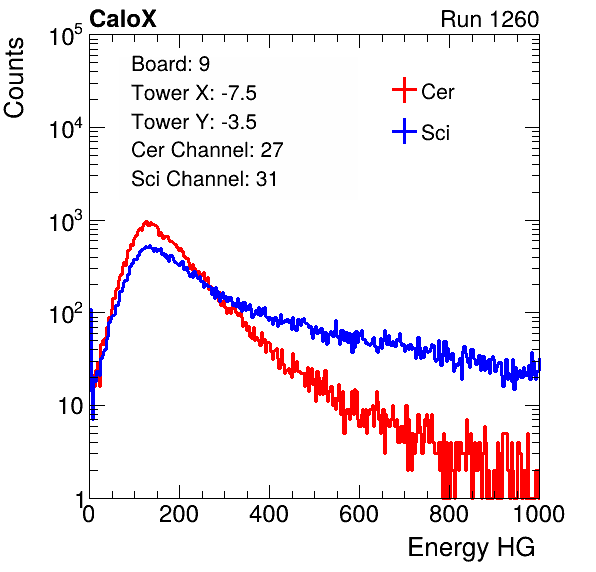 CaloX Run 1260
Counts
10^5
10^4
10^3
10^2
10
1
Board: 9
Tower X: -7.5
Tower Y: -3.5
Cer Channel: 27
Sci Channel: 31
Cer
Sci
0 200 400 600 800 1000
Energy HG